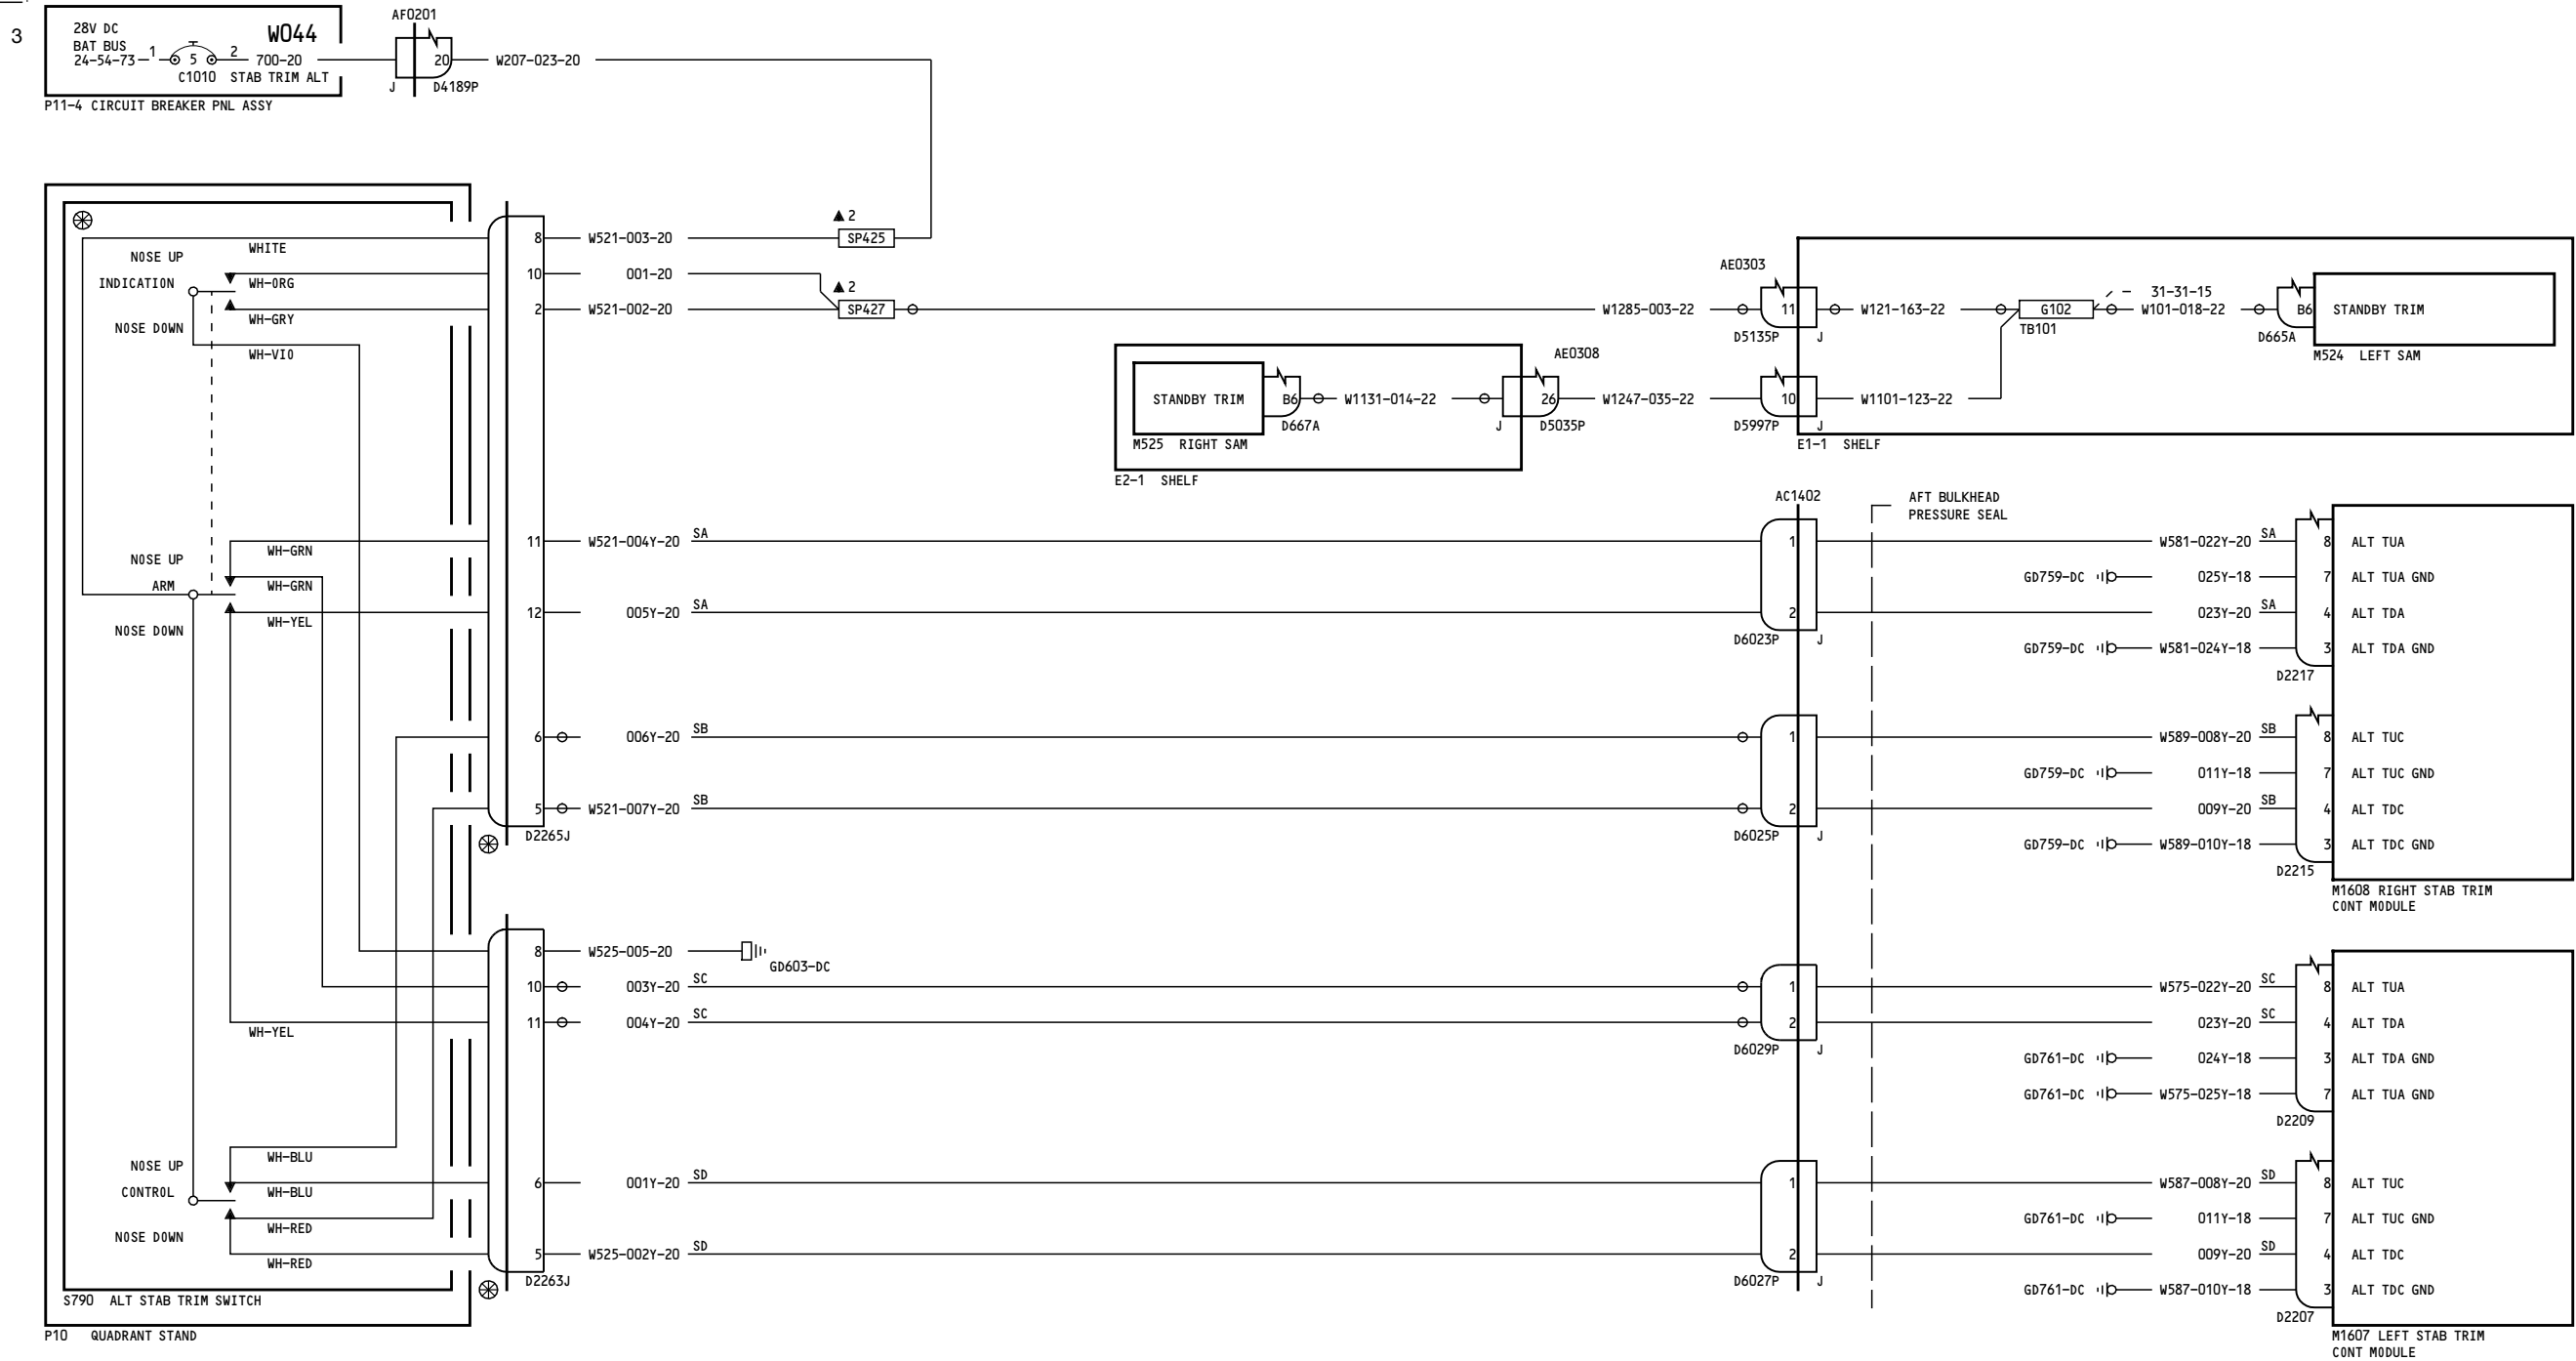 3
28V DC
BAT BUS
24-54-73
1
5
2
C1010
W044
700-20
STAB TRIM ALT
P11-4 CIRCUIT BREAKER PNL ASSY
AF0201
20
J
D4189P
W207-023-20
NOSE UP
INDICATION
NOSE DOWN
WHITE
WH-ORG
WH-GRY
WH-VIO
NOSE UP
ARM
NOSE DOWN
WH-GRN
WH-GRN
WH-YEL
WH-YEL
NOSE UP
CONTROL
NOSE DOWN
WH-BLU
WH-BLU
WH-RED
WH-RED
S790 ALT STAB TRIM SWITCH
P10 QUADRANT STAND
8 W521-003-20
2
SP425
10 001-20
2
2 W521-002-20
SP427
11 W521-004Y-20 SA
12 005Y-20 SA
6 006Y-20 SB
5 W521-007Y-20 SB
D2265J
8 W525-005-20
GD603-DC
10 003Y-20 SC
11 004Y-20 SC
6 001Y-20 SD
5 W525-002Y-20 SD
D2263J
STANDBY TRIM
B6
W1131-014-22
D667A
M525 RIGHT SAM
E2-1 SHELF
AE0308
26
J
D5035P
W1247-035-22
W1285-003-22
AE0303
11
D5135P
J
W121-163-22
G102
TB101
31-31-15
W101-018-22
B6
STANDBY TRIM
D665A
M524 LEFT SAM
10
D5997P
J
W1101-123-22
E1-1 SHELF
AC1402
AFT BULKHEAD
PRESSURE SEAL
1
2
D6023P
J
1
2
D6025P
J
1
2
D6029P
J
1
2
D6027P
J
W581-022Y-20 SA 8 ALT TUA
GD759-DC 025Y-18 7 ALT TUA GND
023Y-20 SA 4 ALT TDA
GD759-DC W581-024Y-18 3 ALT TDA GND
D2217
W589-008Y-20 SB 8 ALT TUC
GD759-DC 011Y-18 7 ALT TUC GND
009Y-20 SB 4 ALT TDC
GD759-DC W589-010Y-18 3 ALT TDC GND
D2215
M1608 RIGHT STAB TRIM
CONT MODULE
W575-022Y-20 SC 8 ALT TUA
023Y-20 SC 4 ALT TDA
GD761-DC 024Y-18 3 ALT TDA GND
GD761-DC W575-025Y-18 7 ALT TUA GND
D2209
W587-008Y-20 SD 8 ALT TUC
GD761-DC 011Y-18 7 ALT TUC GND
009Y-20 SD 4 ALT TDC
GD761-DC W587-010Y-18 3 ALT TDC GND
D2207
M1607 LEFT STAB TRIM
CONT MODULE